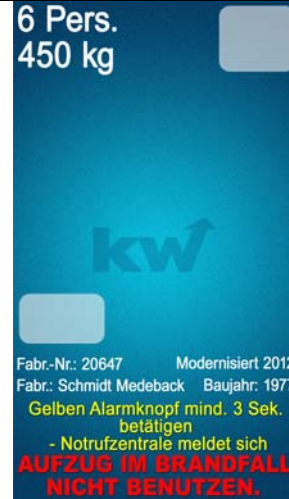 6 Pers.
450 kg
kw
Fabr.-Nr.: 20647 Modernisiert 2012
Fabr.: Schmidt Medeback Baujahr: 1977
Gelben Alarmknopf mind. 3 Sek.
betätigen
- Notrufzentrale meldet sich
AUFZUG IM BRANDFALL
NICHT BENUTZEN.